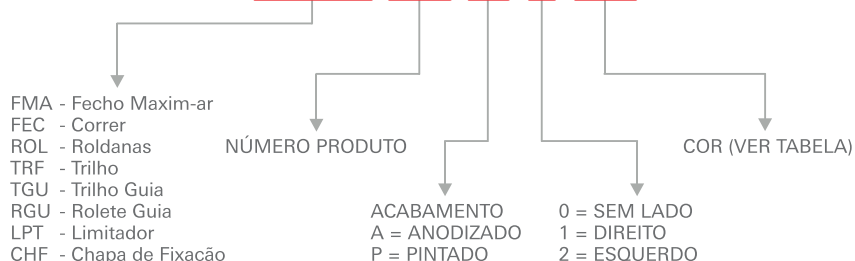 FMA - Fecho Maxim-ar
FEC - Correr
ROL - Roldanas
TRF - Trilho
TGU - Trilho Guia
RGU - Rolete Guia
LPT - Limitador
CHF - Chapa de Fixação
NÚMERO PRODUTO
ACABAMENTO
A = ANODIZADO
P = PINTADO
0 = SEM LADO
1 = DIREITO
2 = ESQUERDO
COR (VER TABELA)